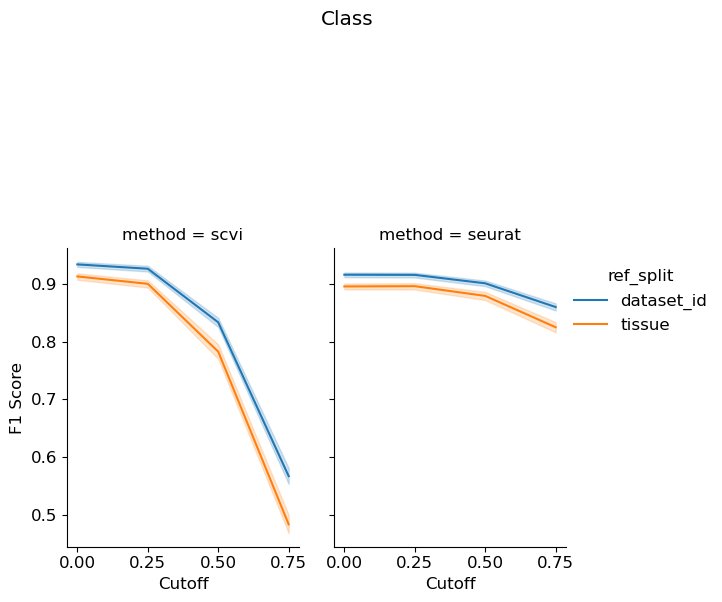 Class
method = scvi
method = seurat
ref_split
dataset_id
tissue
F1 Score
0.9
0.8
0.7
0.6
0.5
0.00 0.25 0.50 0.75
0.00 0.25 0.50 0.75
Cutoff
Cutoff